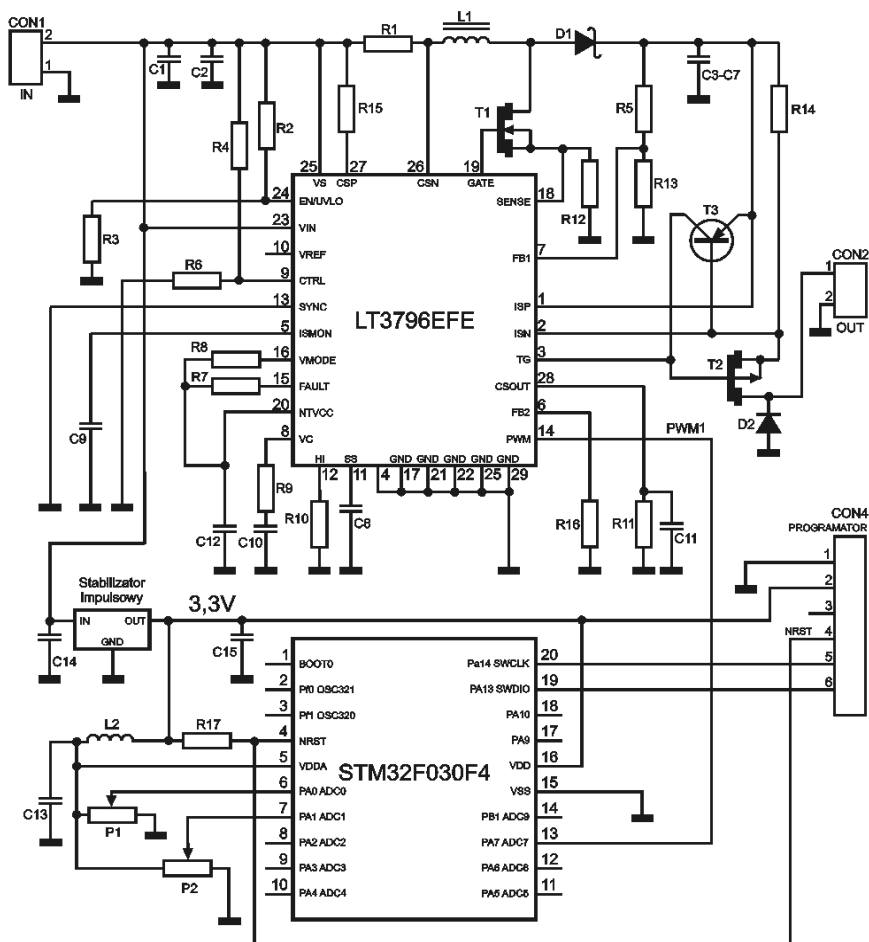 CON1
2
1
IN
C1
C2
R4
R2
R15
R1
L1
D1
T1
R5
C3-C7
R14
R12
R13
T3
CON2
1
2
OUT
T2
D2
R3
R6
R8
R7
C9
R9
C12
C10
R10
C8
R16
R11
C11
PWM1
LT3796EFE
25
VS
27
CSP
26
CSN
19
GATE
24 EN/UVLO
23 VIN
10 VREF
9 CTRL
13 SYNC
5 ISMON
16 VMODE
15 FAULT
20 NTVCC
8 VC
SENSE 18
FB1 7
ISP 1
ISN 2
TG 3
CSOUT 28
FB2 6
PWM 14
HI SS GND GND GND GND GND
12 11 4 17 21 22 25 29
CON4
PROGRAMATOR
1
2
3
NRST 4
5
6
Stabilizator
Impulsowy
IN OUT
GND
3,3V
C14
C15
L2
R17
C13
P1
P2
STM32F030F4
1 BOOT0
2 Pf0 OSC321
3 Pf1 OSC320
4 NRST
5 VDDA
6 PA0 ADC0
7 PA1 ADC1
8 PA2 ADC2
9 PA3 ADC3
10 PA4 ADC4
Pa14 SWCLK 20
PA13 SWDIO 19
PA10 18
PA9 17
VDD 16
VSS 15
PB1 ADC9 14
PA7 ADC7 13
PA6 ADC6 12
PA5 ADC5 11